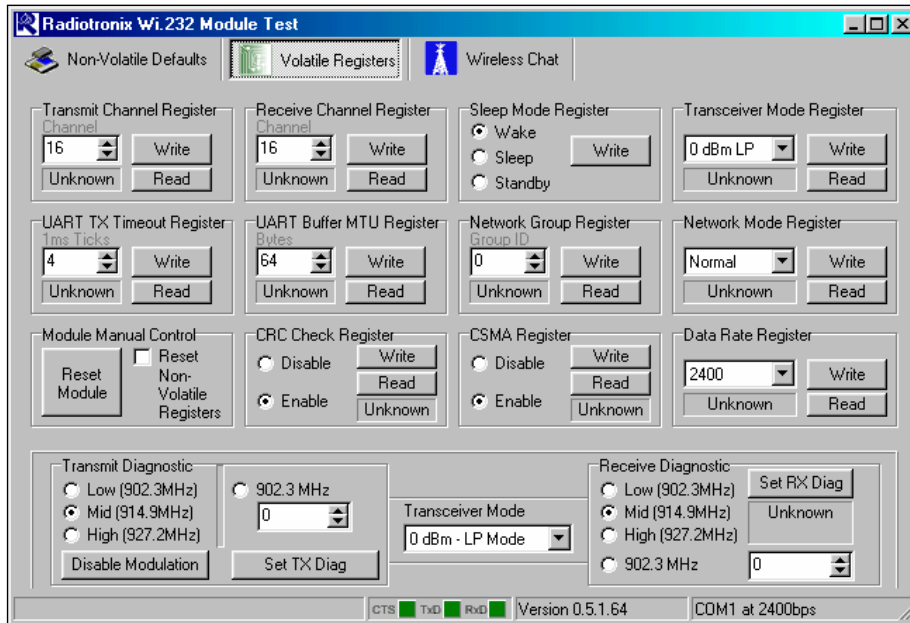 Radiotronix Wi.232 Module Test
Non-Volatile Defaults
Volatile Registers
Wireless Chat
Transmit Channel Register
Channel
16
Write
Unknown
Read
Receive Channel Register
Channel
16
Write
Unknown
Read
Sleep Mode Register
Wake
Sleep
Standby
Write
Transceiver Mode Register
0 dBm LP
Write
Unknown
Read
UART TX Timeout Register
1ms Ticks
4
Write
Unknown
Read
UART Buffer MTU Register
Bytes
64
Write
Unknown
Read
Network Group Register
Group ID
0
Write
Unknown
Read
Network Mode Register
Normal
Write
Unknown
Read
Module Manual Control
Reset
Module
Reset
Non-
Volatile
Registers
CRC Check Register
Disable
Enable
Write
Read
Unknown
CSMA Register
Disable
Enable
Write
Read
Unknown
Data Rate Register
2400
Write
Unknown
Read
Transmit Diagnostic
Low (902.3MHz)
Mid (914.9MHz)
High (927.2MHz)
Disable Modulation
902.3 MHz
0
Set TX Diag
Transceiver Mode
0 dBm - LP Mode
Receive Diagnostic
Low (902.3MHz)
Mid (914.9MHz)
High (927.2MHz)
902.3 MHz
Set RX Diag
Unknown
0
CTS TxD RxD
Version 0.5.1.64
COM1 at 2400bps